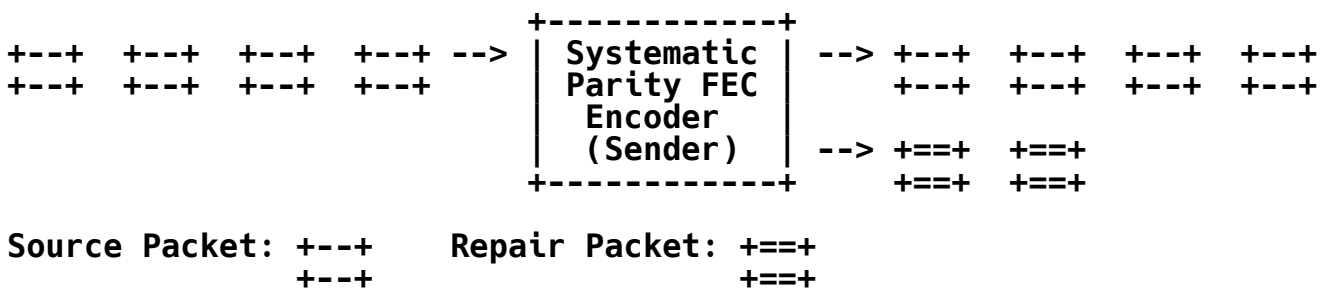 +------------+
+--+  +--+  +--+  +--+ --> | Systematic | --> +--+  +--+  +--+  +--+
+--+  +--+  +--+  +--+     | Parity FEC |     +--+  +--+  +--+  +--+
                           |  Encoder   |
                           |  (Sender)  | --> +==+  +==+
                           +------------+     +==+  +==+

Source Packet: +--+    Repair Packet: +==+
               +--+                   +==+